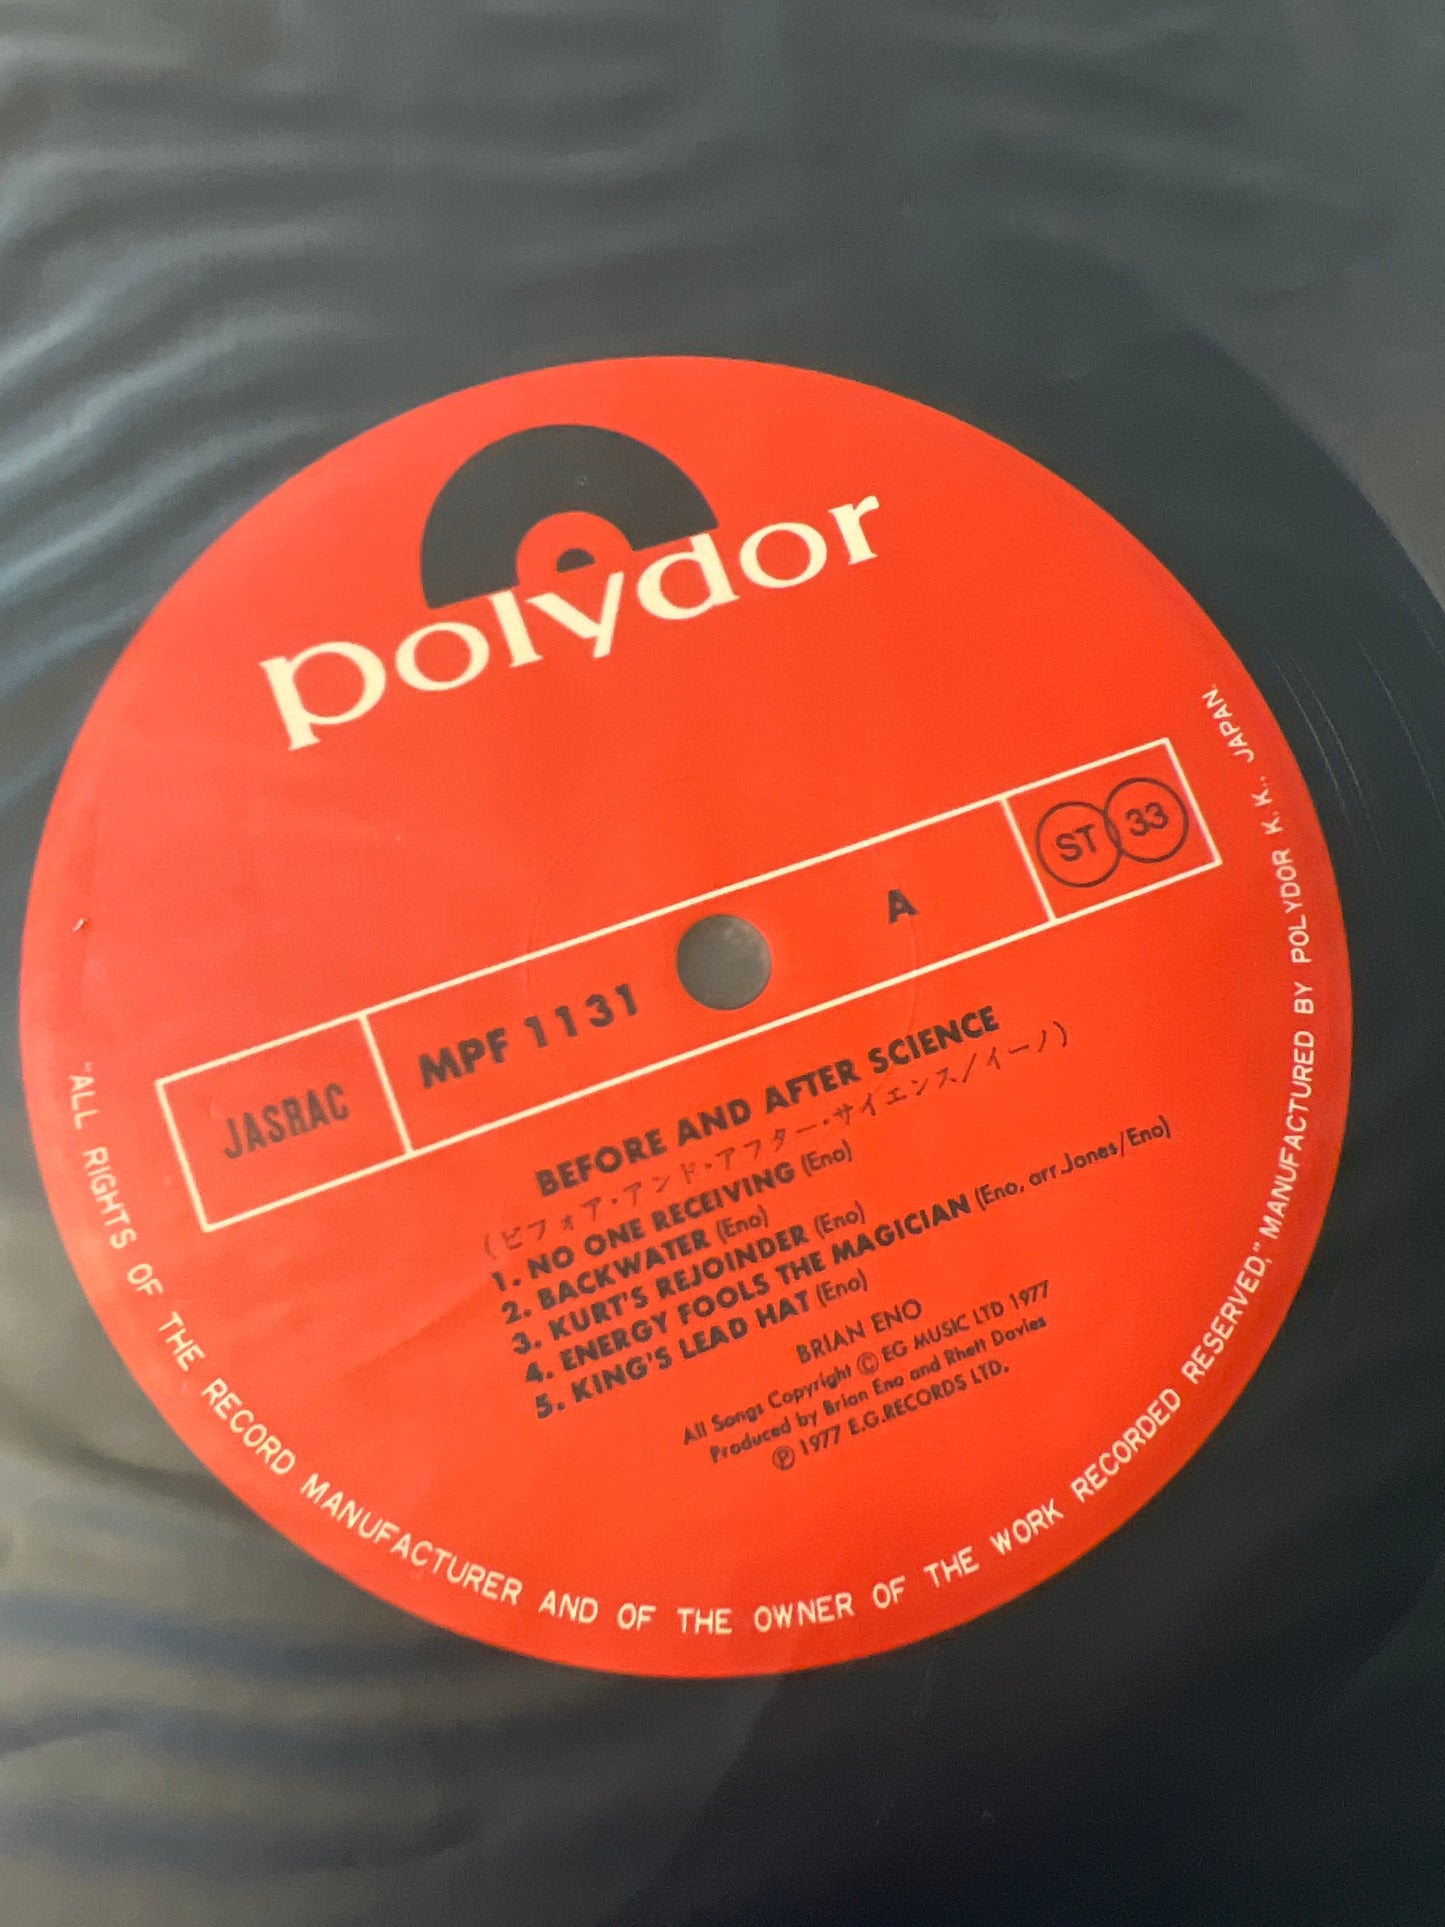 polydor
JASRAC
MPF 1131
A
ST 33
BEFORE AND AFTER SCIENCE
(ビフォア・アンド・アフター・サイエンス/イーノ)
1. NO ONE RECEIVING (Eno)
2. BACKWATER (Eno)
3. KURT'S REJOINDER (Eno)
4. ENERGY FOOLS THE MAGICIAN (Eno, arr.Jones/Eno)
5. KING'S LEAD HAT (Eno)
BRIAN ENO
All Songs Copyright Ⓒ EG MUSIC LTD 1977
Produced by Brian Eno and Rhett Davies
Ⓟ 1977 E.G.RECORDS LTD.
"ALL RIGHTS OF THE RECORD MANUFACTURER AND OF THE OWNER OF THE WORK RECORDED RESERVED," MANUFACTURED BY POLYDOR K.K., JAPAN.